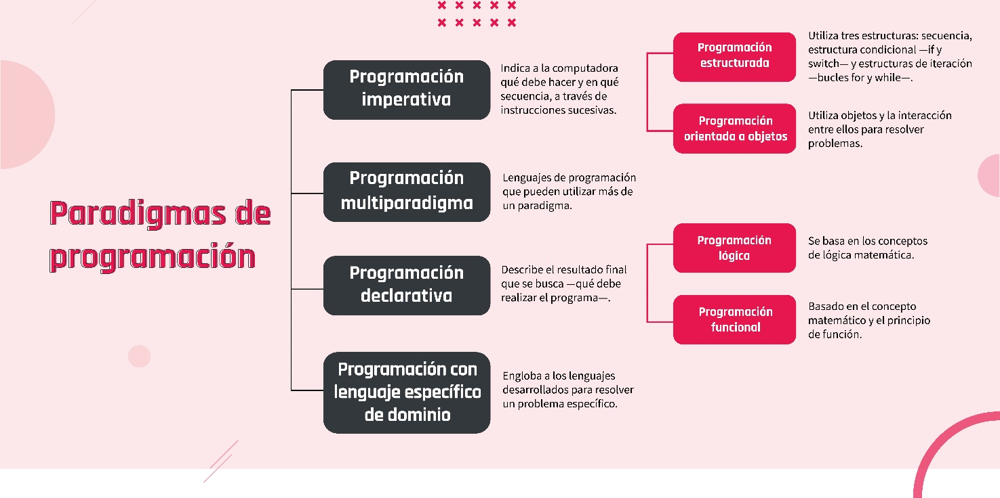 Paradigmas de
programación
Programación
imperativa
Indica a la computadora
qué debe hacer y en qué
secuencia, a través de
instrucciones sucesivas.
Programación
estructurada
Utiliza tres estructuras: secuencia,
estructura condicional —if y
switch— y estructuras de iteración
—bucles for y while—.
Programación
orientada a objetos
Utiliza objetos y la interacción
entre ellos para resolver
problemas.
Programación
multiparadigma
Lenguajes de programación
que pueden utilizar más de
un paradigma.
Programación
declarativa
Describe el resultado final
que se busca —qué debe
realizar el programa—.
Programación
lógica
Se basa en los conceptos
de lógica matemática.
Programación
funcional
Basado en el concepto
matemático y el principio
de función.
Programación con
lenguaje específico
de dominio
Engloba a los lenguajes
desarrollados para resolver
un problema específico.